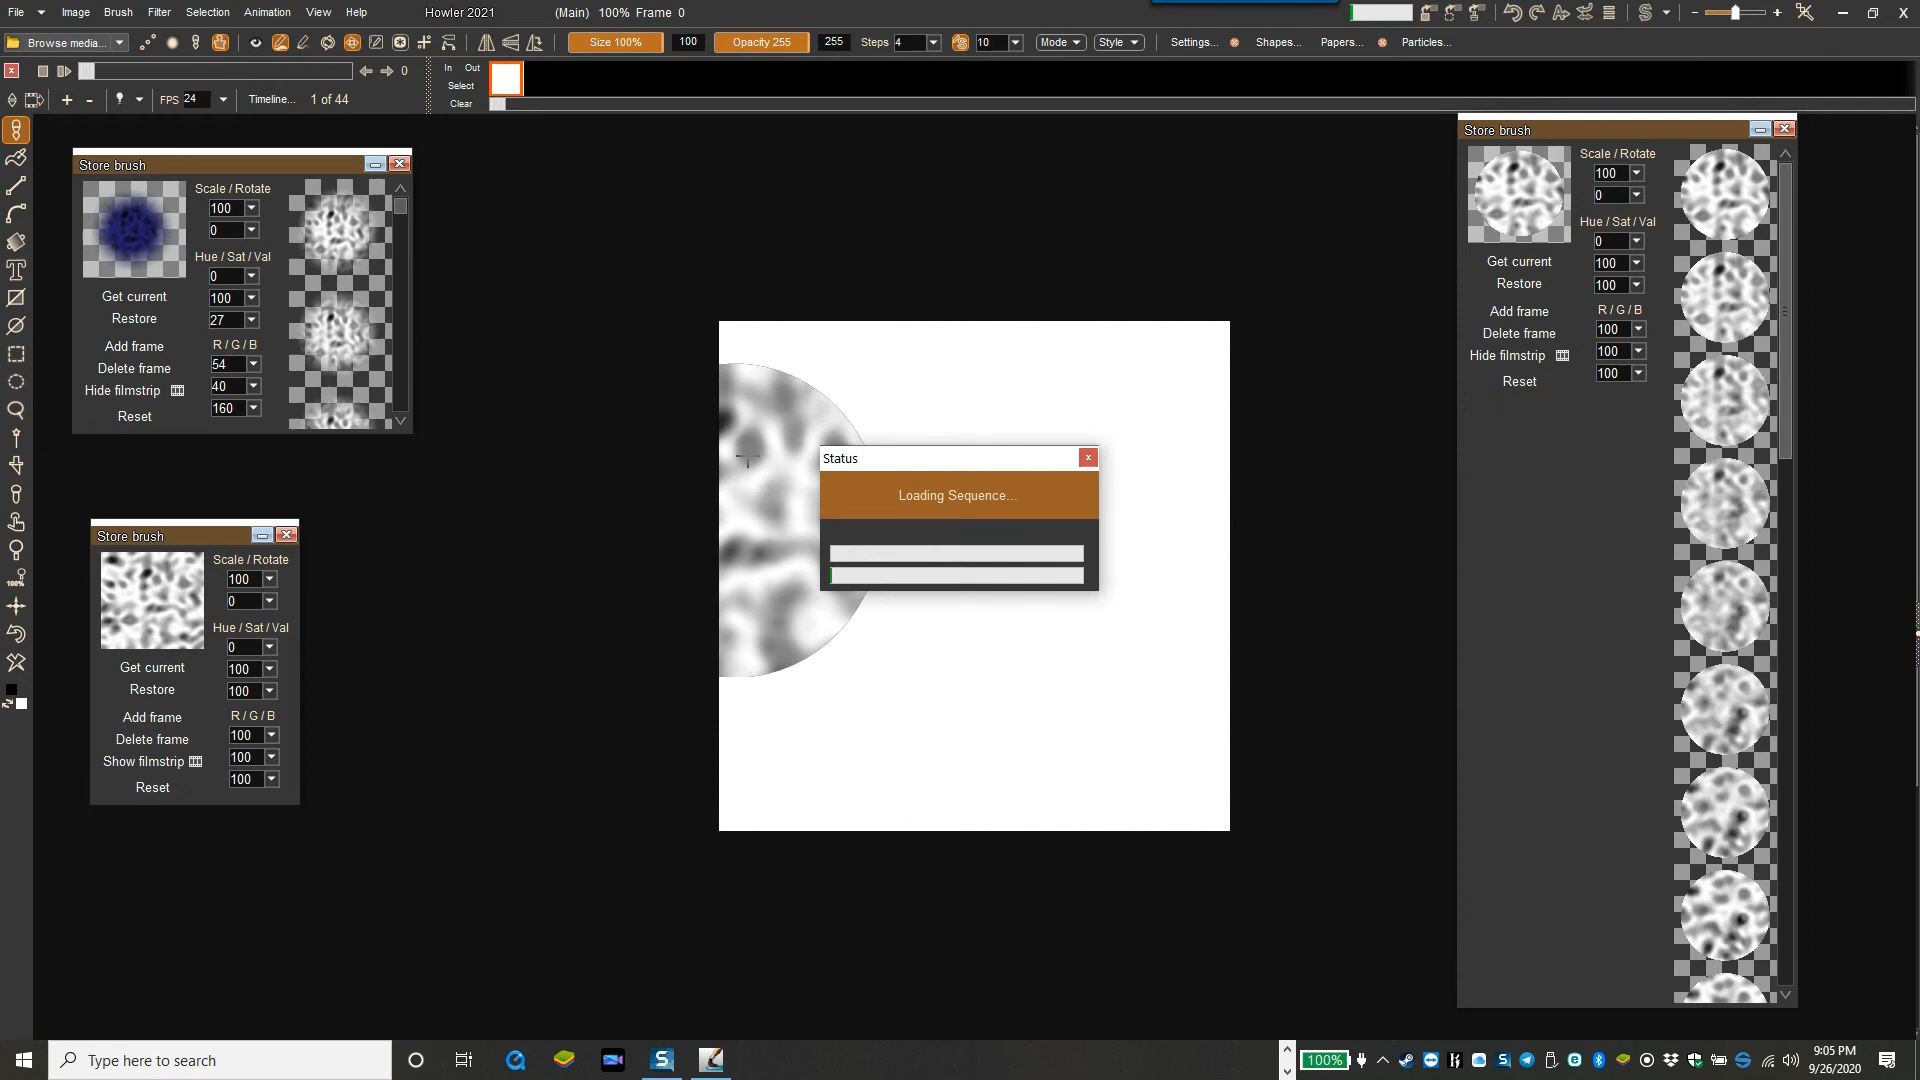 File Image Brush Filter Selection Animation View Help Howler 2021 (Main) 100% Frame 0
Browse media... Size 100% 100 Opacity 255 255 Steps 4 10 Mode Style Settings... Shapes... Papers... Particles...
0 In Out
Select
+ - FPS 24 Timeline... 1 of 44 Clear
Store brush
Scale / Rotate
100
0
Hue / Sat / Val
0
Get current 100
Restore 27
Add frame R / G / B
Delete frame 54
Hide filmstrip 40
Reset 160
Store brush
Scale / Rotate
100
0
Hue / Sat / Val
0
Get current 100
Restore 100
Add frame R / G / B
Delete frame 100
Show filmstrip 100
Reset 100
Status
Loading Sequence...
Store brush
Scale / Rotate
100
0
Hue / Sat / Val
0
Get current 100
Restore 100
Add frame R / G / B
Delete frame 100
Hide filmstrip 100
Reset 100
100%
Type here to search
100%
9:05 PM
9/26/2020